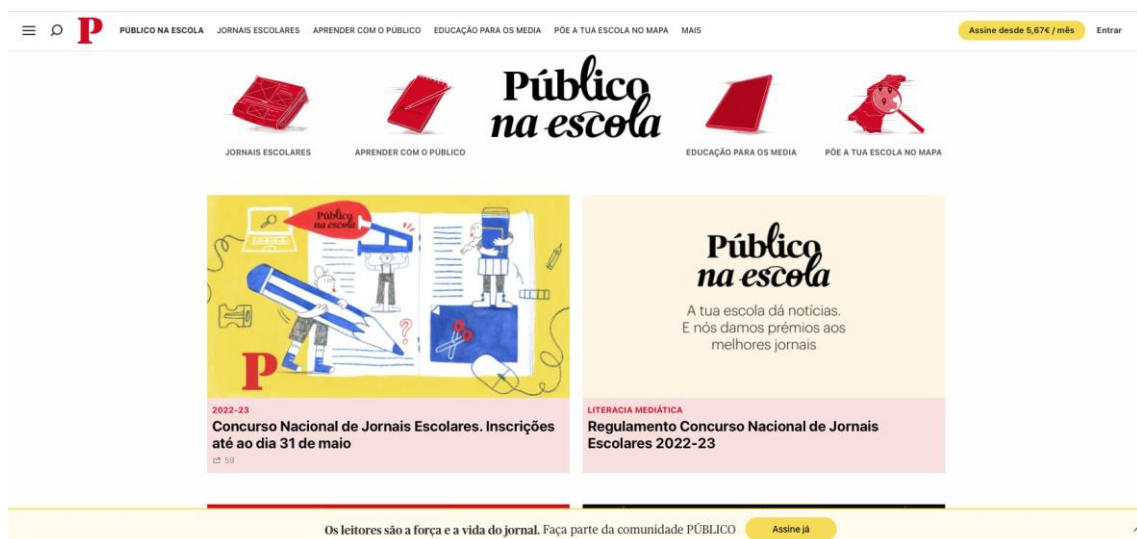 P
PÚBLICO NA ESCOLA JORNAIS ESCOLARES APRENDER COM O PÚBLICO EDUCAÇÃO PARA OS MEDIA PÕE A TUA ESCOLA NO MAPA MAIS
Assine desde 5,67€ / mês
Entrar
Público
na escola
JORNAIS ESCOLARES
APRENDER COM O PÚBLICO
EDUCAÇÃO PARA OS MEDIA
PÕE A TUA ESCOLA NO MAPA
Público
na escola
A
?
P
2022-23
Concurso Nacional de Jornais Escolares. Inscrições
até ao dia 31 de maio
59
Público
na escola
A tua escola dá notícias.
E nós damos prémios aos
melhores jornais
LITERACIA MEDIÁTICA
Regulamento Concurso Nacional de Jornais
Escolares 2022-23
Os leitores são a força e a vida do jornal. Faça parte da comunidade PÚBLICO
Assine já